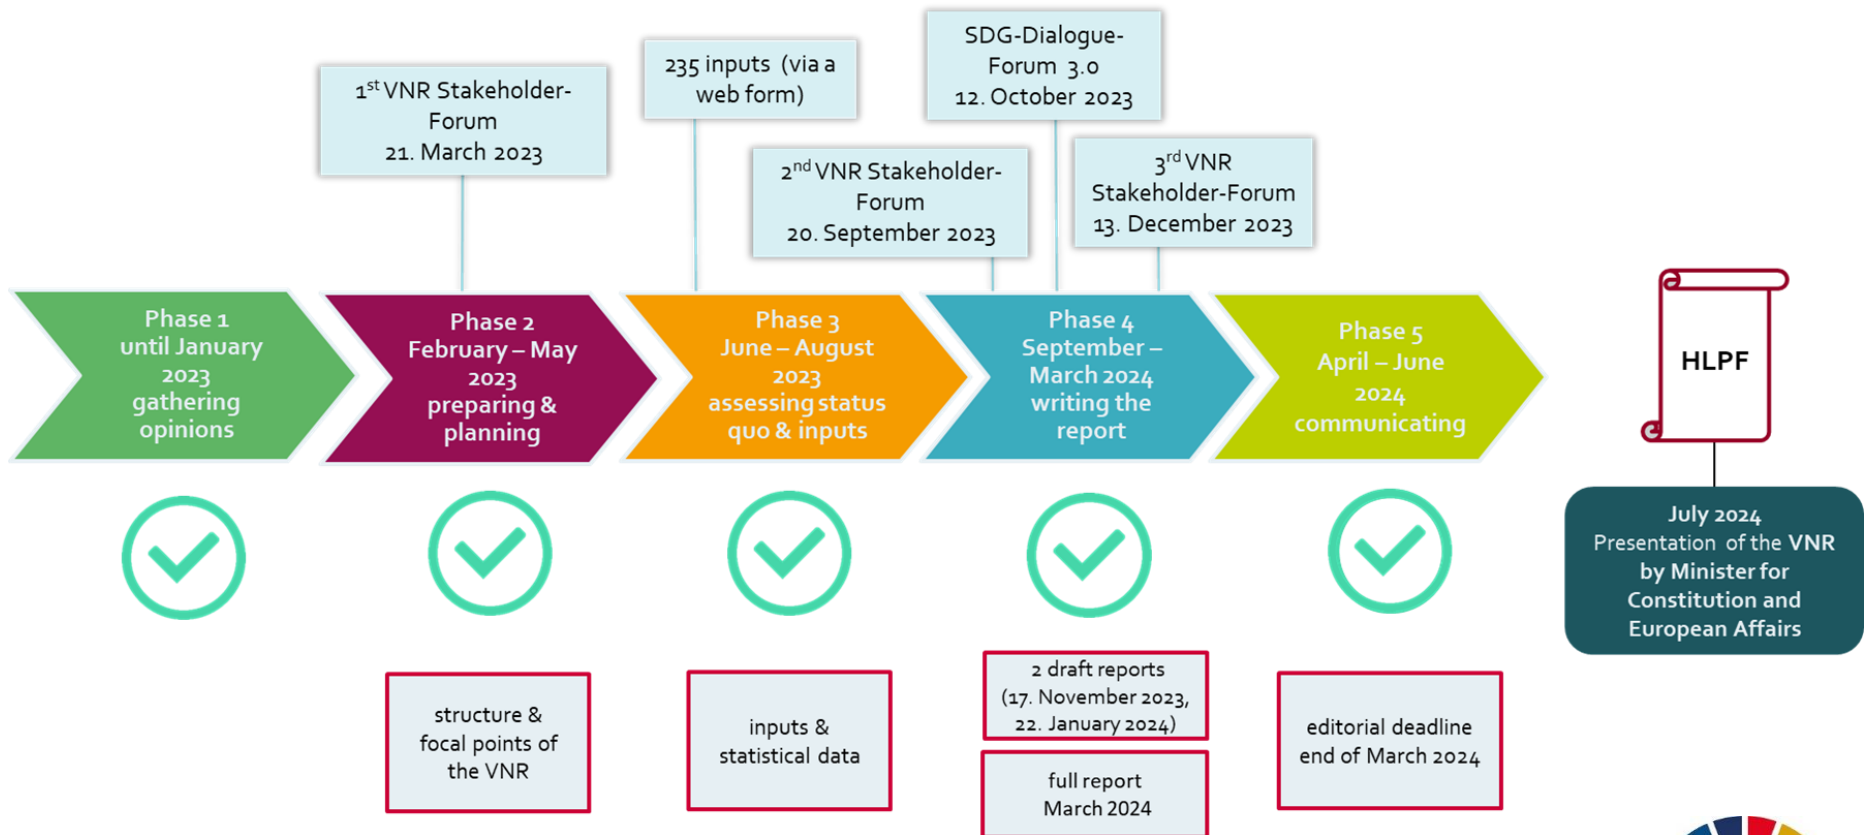 1st VNR Stakeholder-
Forum
21. March 2023
235 inputs (via a
web form)
2nd VNR Stakeholder-
Forum
20. September 2023
SDG-Dialogue-
Forum 3.0
12. October 2023
3rd VNR
Stakeholder-Forum
13. December 2023
Phase 1
until January
2023
gathering
opinions
Phase 2
February – May
2023
preparing &
planning
Phase 3
June – August
2023
assessing status
quo & inputs
Phase 4
September –
March 2024
writing the
report
Phase 5
April – June
2024
communicating
HLPF
July 2024
Presentation of the VNR
by Minister for
Constitution and
European Affairs
structure &
focal points of
the VNR
inputs &
statistical data
2 draft reports
(17. November 2023,
22. January 2024)
full report
March 2024
editorial deadline
end of March 2024